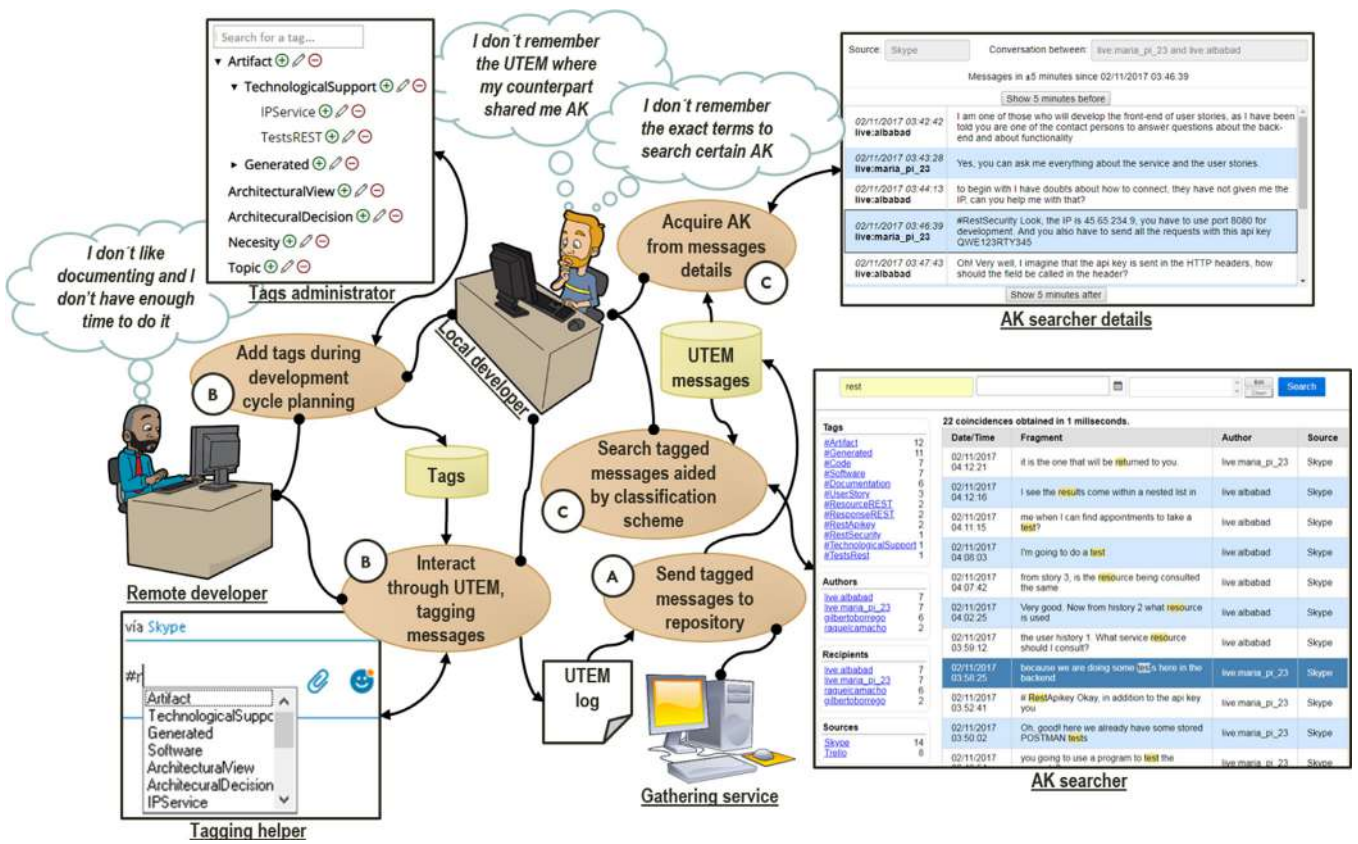 Search for a tag...
Artifact
TechnologicalSupport
IPService
TestsREST
Generated
ArchitecturalView
ArchitecuralDecision
Necesity
Topic
Tags administrator
I don´t remember
the UTEM where
my counterpart
shared me AK
I don´t remember
the exact terms to
search certain AK
I don´t like
documenting and I
don't have enough
time to do it
Source: Skype Conversation between: live:maria_pi_23 and live:albabad
Messages in ±5 minutes since 02/11/2017 03:46:39
Show 5 minutes before
02/11/2017 03:42:42
live:albabad
I am one of those who will develop the front-end of user stories, as I have been
told you are one of the contact persons to answer questions about the back-
end and about functionality
02/11/2017 03:43:28
live:maria_pi_23
Yes, you can ask me everything about the service and the user stories.
02/11/2017 03:44:13
live:albabad
to begin with I have doubts about how to connect, they have not given me the
IP, can you help me with that?
02/11/2017 03:46:39
live:maria_pi_23
#RestSecurity Look, the IP is 45.65.234.9, you have to use port 8080 for
development. And you also have to send all the requests with this api key
QWE123RTY345
02/11/2017 03:47:43
live:albabad
Oh! Very well, I imagine that the api key is sent in the HTTP headers, how
should the field be called in the header?
Show 5 minutes after
AK searcher details
Acquire AK
from messages
details
C
Local developer
UTEM
messages
Add tags during
development
cycle planning
B
Tags
Search tagged
messages aided
by classification
scheme
C
Remote developer
B
Interact
through UTEM,
tagging
messages
A
Send tagged
messages to
repository
UTEM
log
Gathering service
vía Skype
#r
Artifact
TechnologicalSuppo
Generated
Software
ArchitecturalView
ArchitecuralDecision
IPService
Tagging helper
rest
Search
22 coincidences obtained in 1 miliseconds.
Tags
#Artifact 12
#Generated 11
#Code 7
#Software 7
#Documentation 6
#UserStory 3
#ResourceREST 2
#ResponseREST 2
#RestApikey 2
#RestSecurity 1
#TechnologicalSupport 1
#TestsRest 1
Authors
live:albabad 7
live:maria_pi_23 7
gilbertoborrego 6
raquelcamacho 2
Recipients
live:albabad 7
live:maria_pi_23 7
raquelcamacho 6
gilbertoborrego 2
Sources
Skype 14
Trello 8
Date/Time Fragment Author Source
02/11/2017
04:12:21
it is the one that will be returned to you. live:maria_pi_23 Skype
02/11/2017
04:12:16
I see the results come within a nested list in live:albabad Skype
02/11/2017
04:11:15
me when I can find appointments to take a
test?
live:albabad Skype
02/11/2017
04:08:03
I'm going to do a test live:albabad Skype
02/11/2017
04:07:42
from story 3, is the resource being consulted
the same
live:albabad Skype
02/11/2017
04:02:25
Very good. Now from history 2 what resource
is used
live:albabad Skype
02/11/2017
03:59:12
the user history 1. What service resource
should I consult?
live:albabad Skype
02/11/2017
03:58:25
because we are doing some tests here in the
backend
live:maria_pi_23 Skype
02/11/2017
03:52:41
# RestApikey Okay, in addition to the api key
you
live:maria_pi_23 Skype
02/11/2017
03:50:02
Oh, good! here we already have some stored
POSTMAN tests
live:maria_pi_23 Skype
02/11/2017
you going to use a program to test the
live:maria_pi_23 Skype
AK searcher